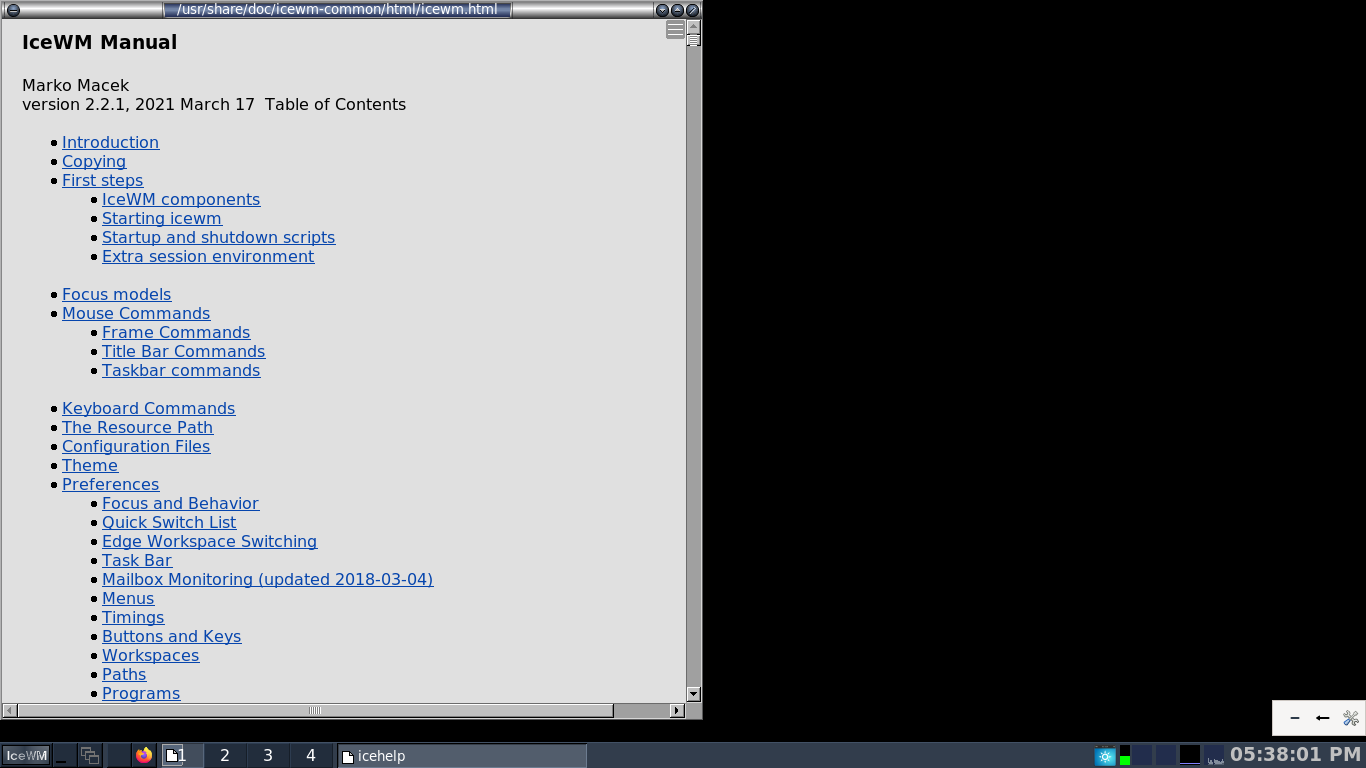 /usr/share/doc/icewm-common/html/icewm.html
IceWM Manual
Marko Macek
version 2.2.1, 2021 March 17  Table of Contents
Introduction
Copying
First steps
IceWM components
Starting icewm
Startup and shutdown scripts
Extra session environment
Focus models
Mouse Commands
Frame Commands
Title Bar Commands
Taskbar commands
Keyboard Commands
The Resource Path
Configuration Files
Theme
Preferences
Focus and Behavior
Quick Switch List
Edge Workspace Switching
Task Bar
Mailbox Monitoring (updated 2018-03-04)
Menus
Timings
Buttons and Keys
Workspaces
Paths
Programs
IceWM 1 2 3 4 icehelp 05:38:01 PM